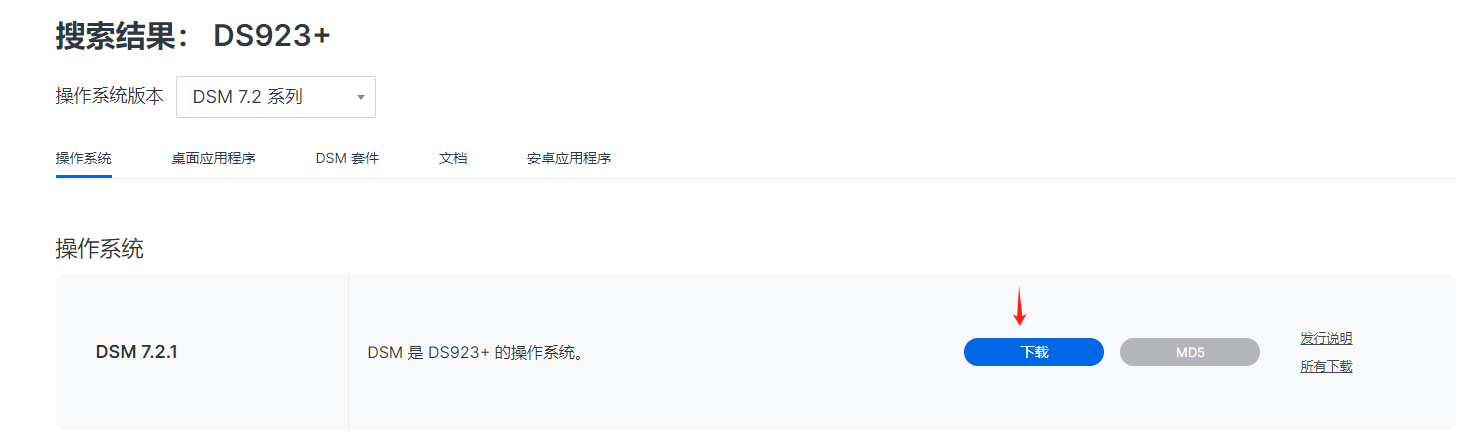 搜索结果： DS923+
操作系统版本 DSM 7.2 系列
操作系统 桌面应用程序 DSM 套件 文档 安卓应用程序
操作系统
DSM 7.2.1 DSM 是 DS923+ 的操作系统。 下载 MD5 发行说明
所有下载